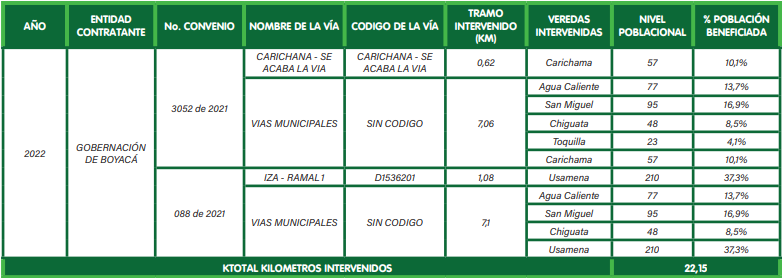 AÑO ENTIDAD CONTRATANTE No. CONVENIO NOMBRE DE LA VÍA CODIGO DE LA VÍA TRAMO INTERVENIDO (KM) VEREDAS INTERVENIDAS NIVEL POBLACIONAL % POBLACIÓN BENEFICIADA
2022 GOBERNACIÓN DE BOYACÁ 3052 de 2021 CARICHANA - SE ACABA LA VIA CARICHANA - SE ACABA LA VIA 0,62 Carichama 57 10,1%
VIAS MUNICIPALES SIN CODIGO 7,06 Agua Caliente 77 13,7%
San Miguel 95 16,9%
Chiguata 48 8,5%
Toquilla 23 4,1%
Carichama 57 10,1%
088 de 2021 IZA - RAMAL1 D1536201 1,08 Usamena 210 37,3%
VIAS MUNICIPALES SIN CODIGO 7,1 Agua Caliente 77 13,7%
San Miguel 95 16,9%
Chiguata 48 8,5%
Usamena 210 37,3%
KTOTAL KILOMETROS INTERVENIDOS 22,15